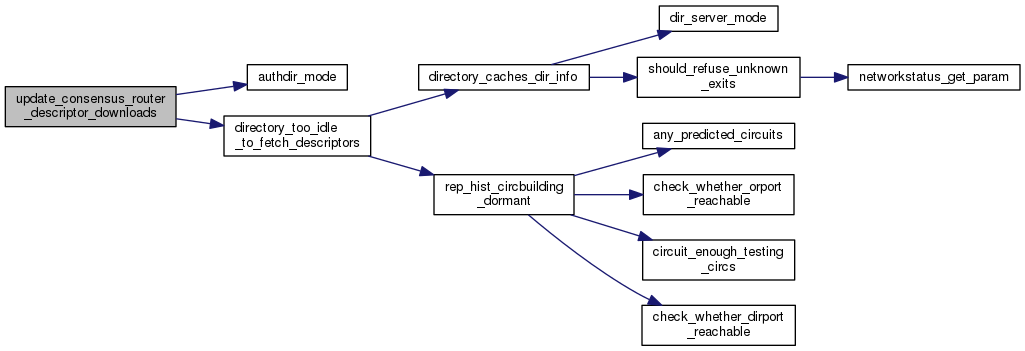 update_consensus_router
_descriptor_downloads
authdir_mode
directory_too_idle
_to_fetch_descriptors
directory_caches_dir_info
dir_server_mode
should_refuse_unknown
_exits
networkstatus_get_param
rep_hist_circbuilding
_dormant
any_predicted_circuits
check_whether_orport
_reachable
circuit_enough_testing
_circs
check_whether_dirport
_reachable